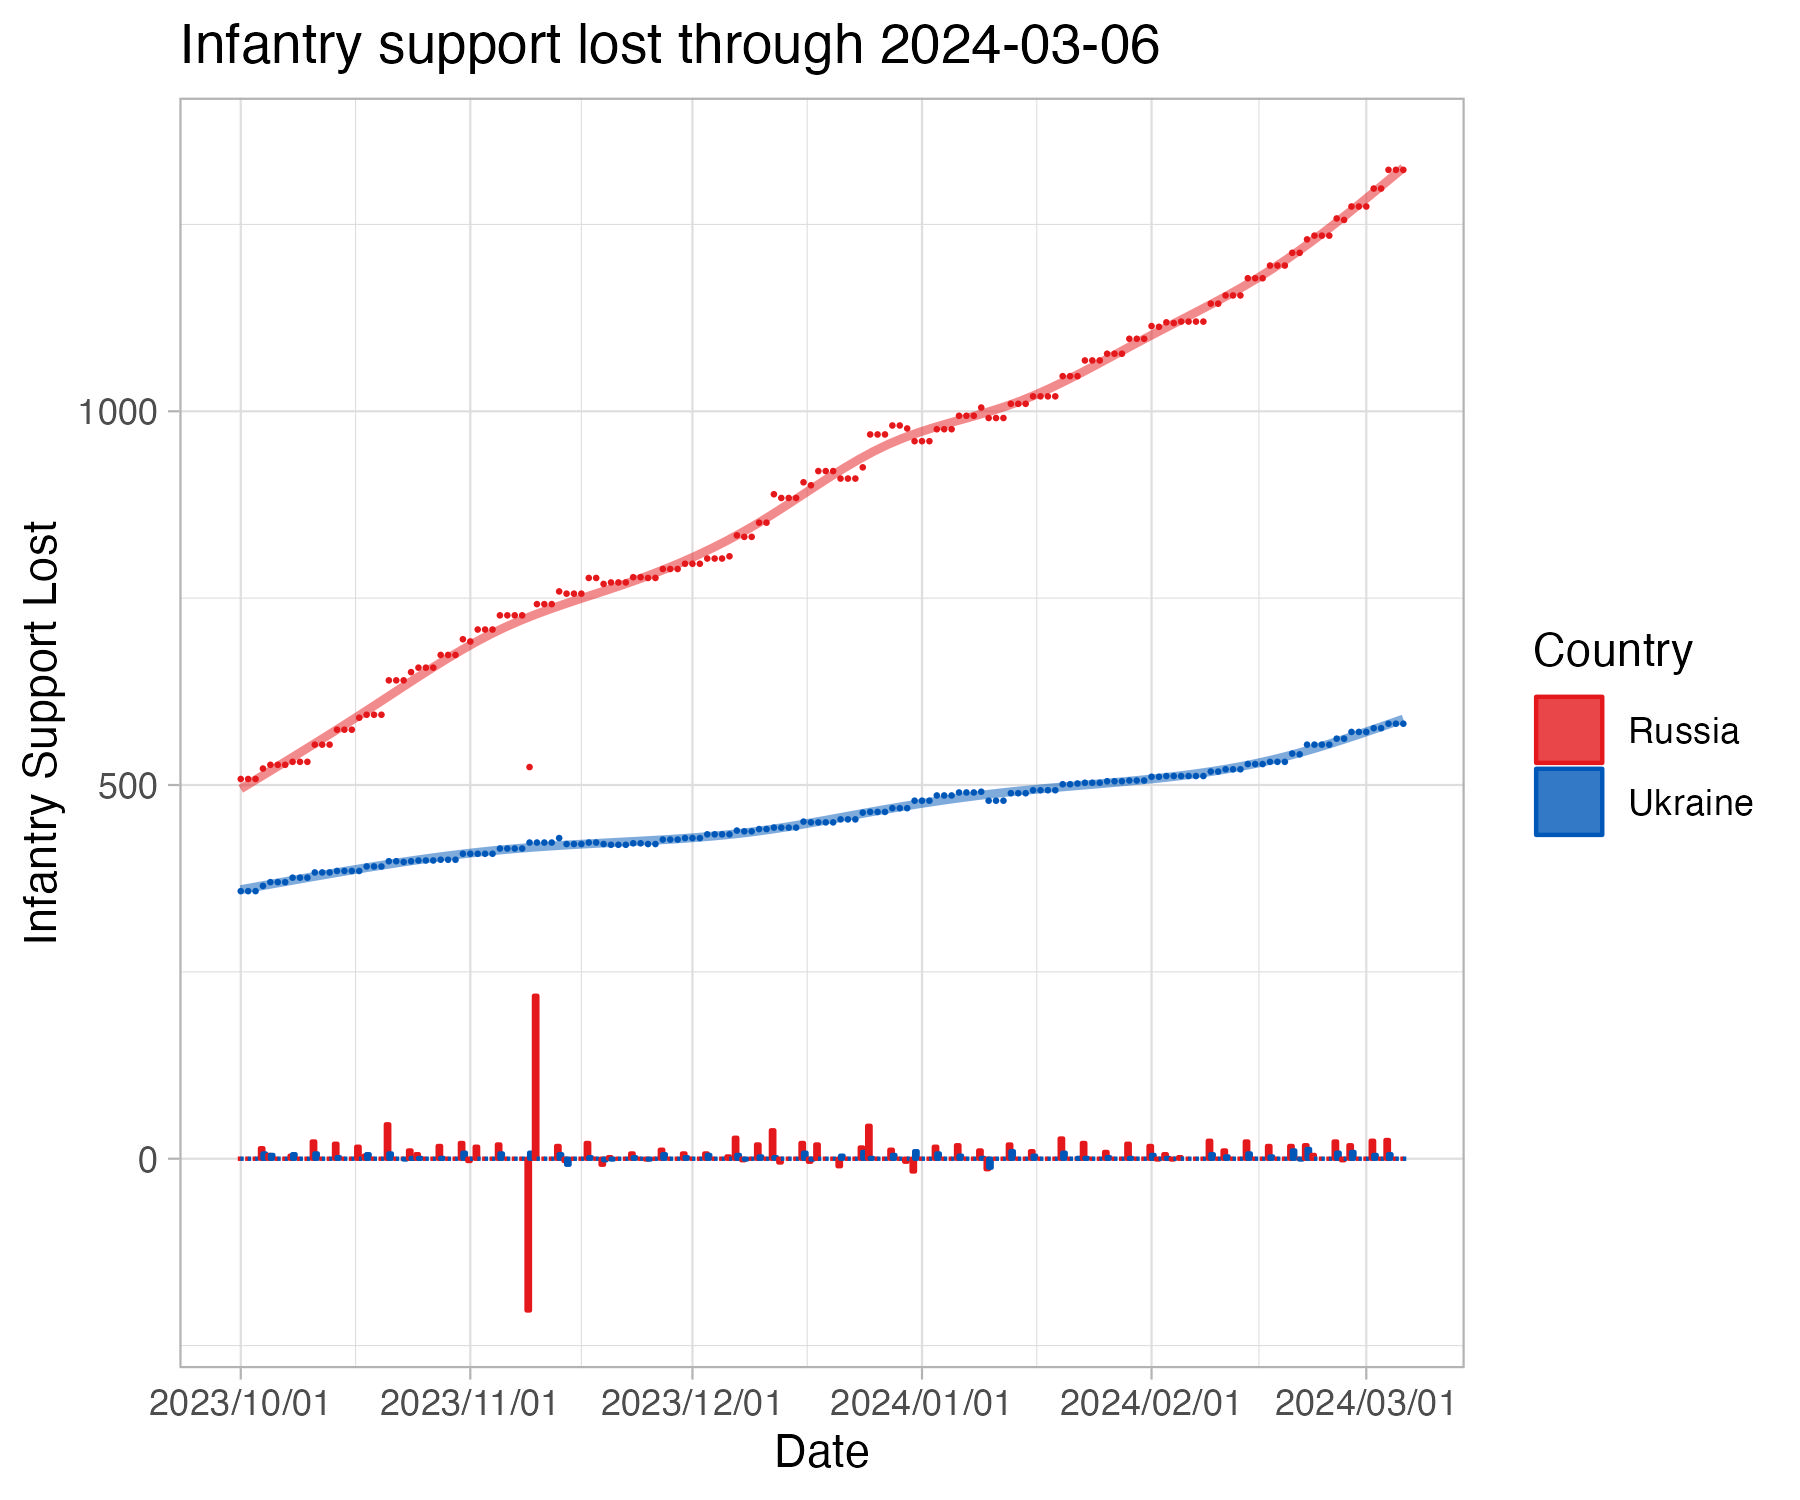 Infantry support lost through 2024-03-06
Infantry Support Lost
1000
500
0
2023/10/01
2023/11/01
2023/12/01
2024/01/01
2024/02/01
2024/03/01
Date
Country
Russia
Ukraine